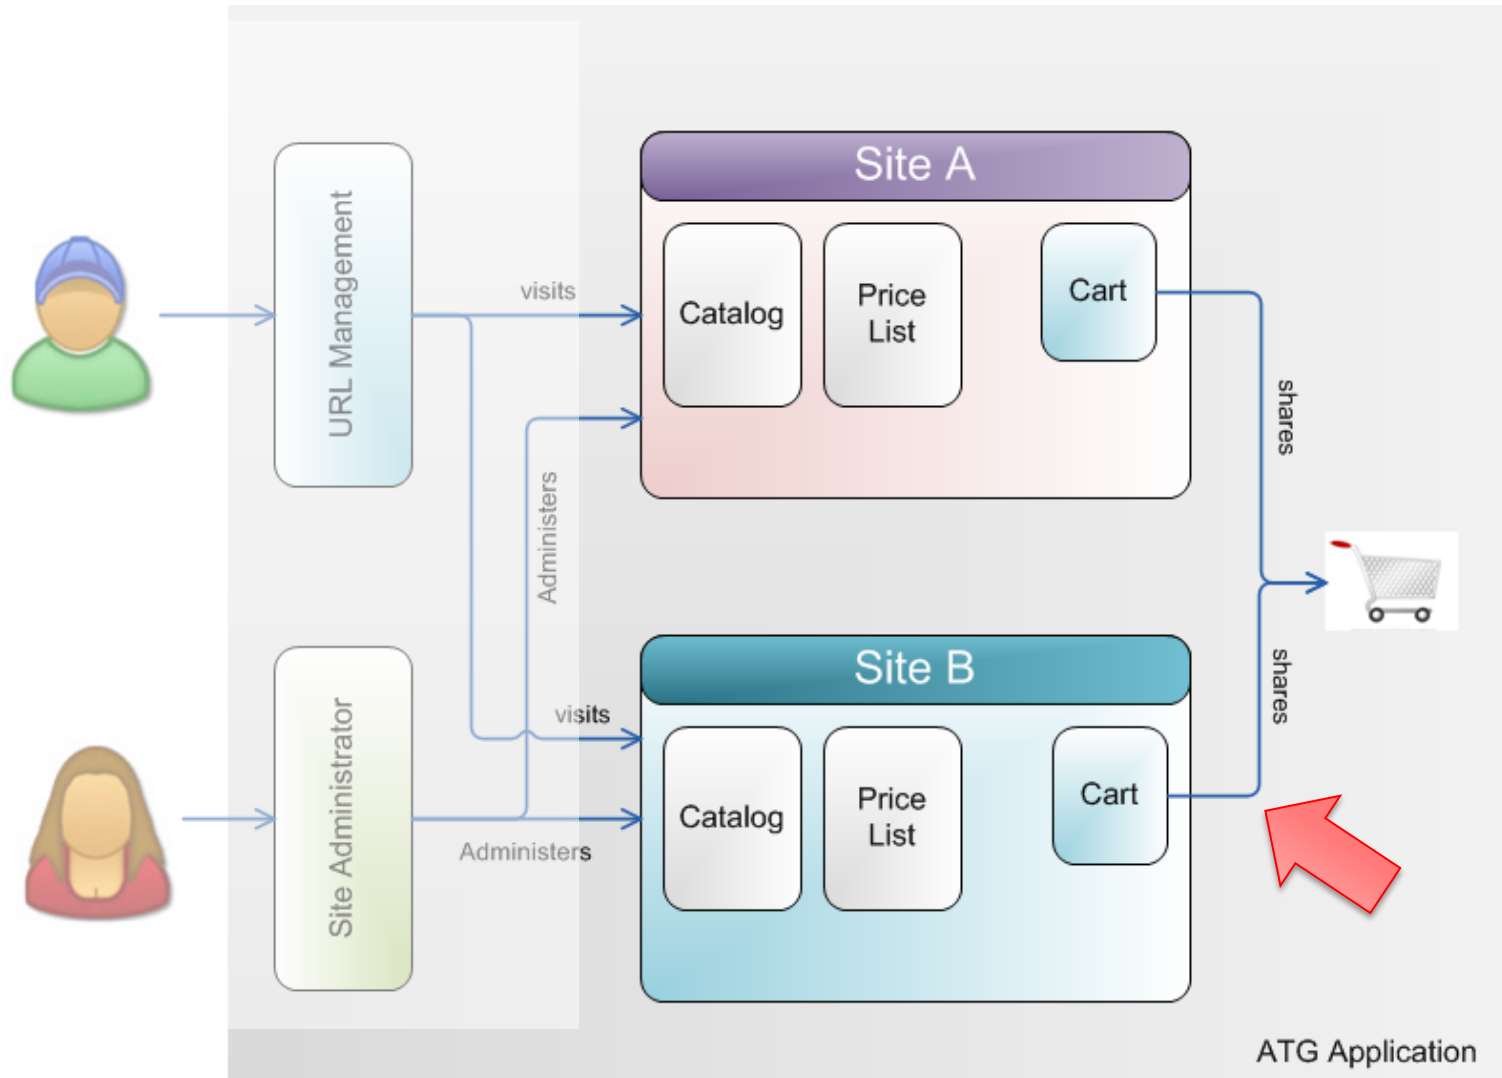 Site A
URL Management
visits
Catalog
Price
List
Cart
shares
Administers
Site B
Site Administrator
visits
shares
Catalog
Price
List
Cart
Administers
ATG Application